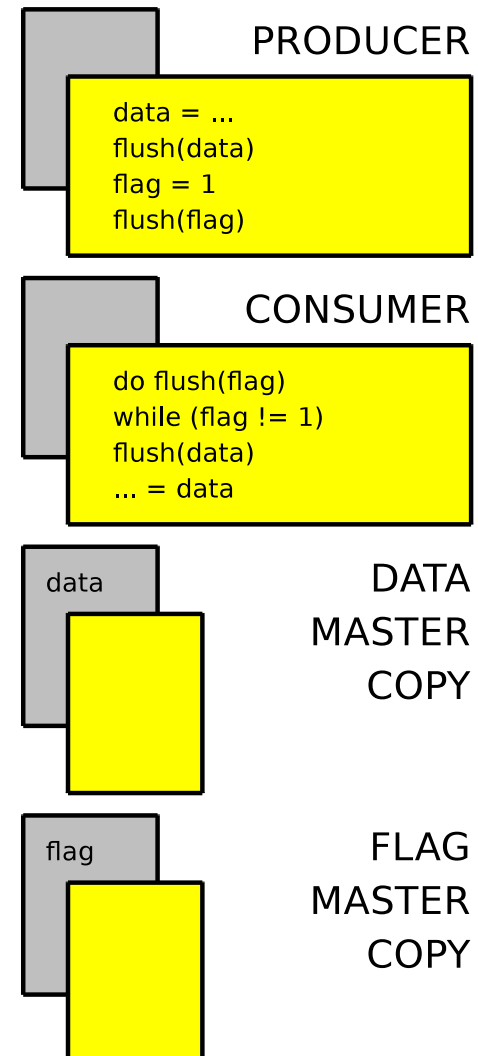 PRODUCER
data = ...
flush(data)
flag = 1
flush(flag)
CONSUMER
do flush(flag)
while (flag != 1)
flush(data)
... = data
data
DATA
MASTER
COPY
flag
FLAG
MASTER
COPY